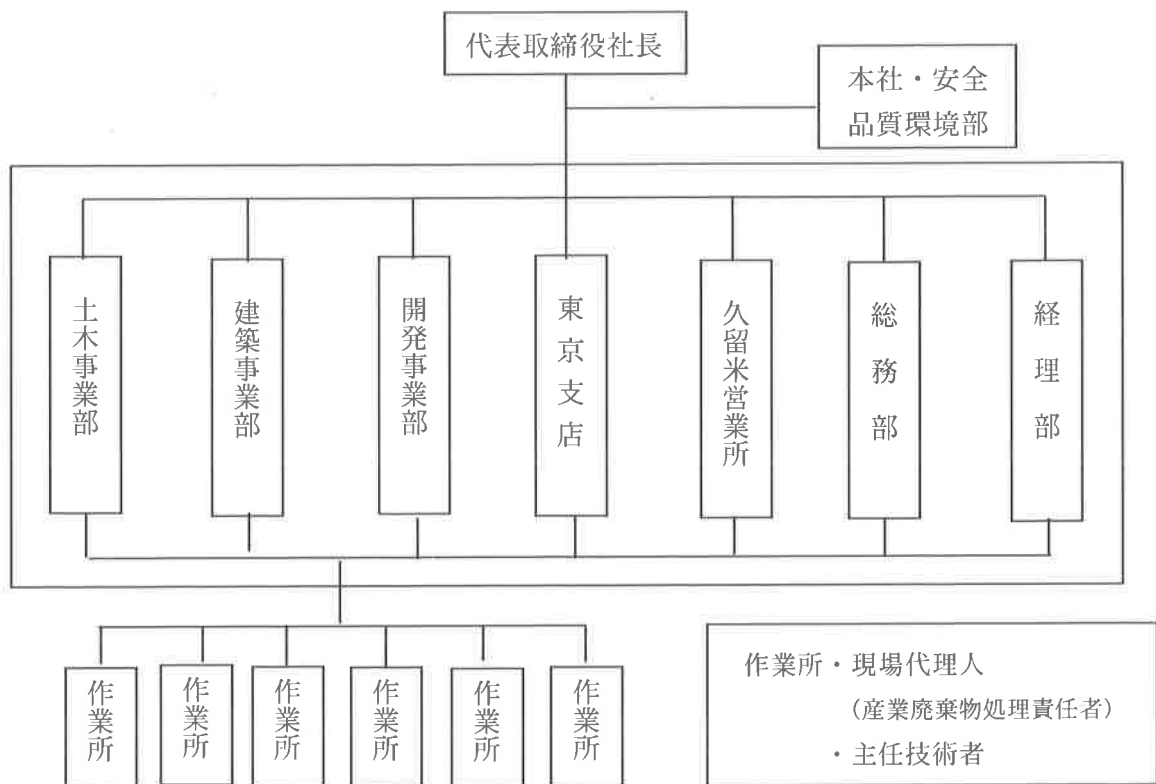 代表取締役社長
本社・安全
品質環境部
土木事業部
建築事業部
開発事業部
東京支店
久留米営業所
総務部
経理部
作業所
作業所
作業所
作業所
作業所
作業所
作業所・現場代理人
(産業廃棄物処理責任者)
・主任技術者